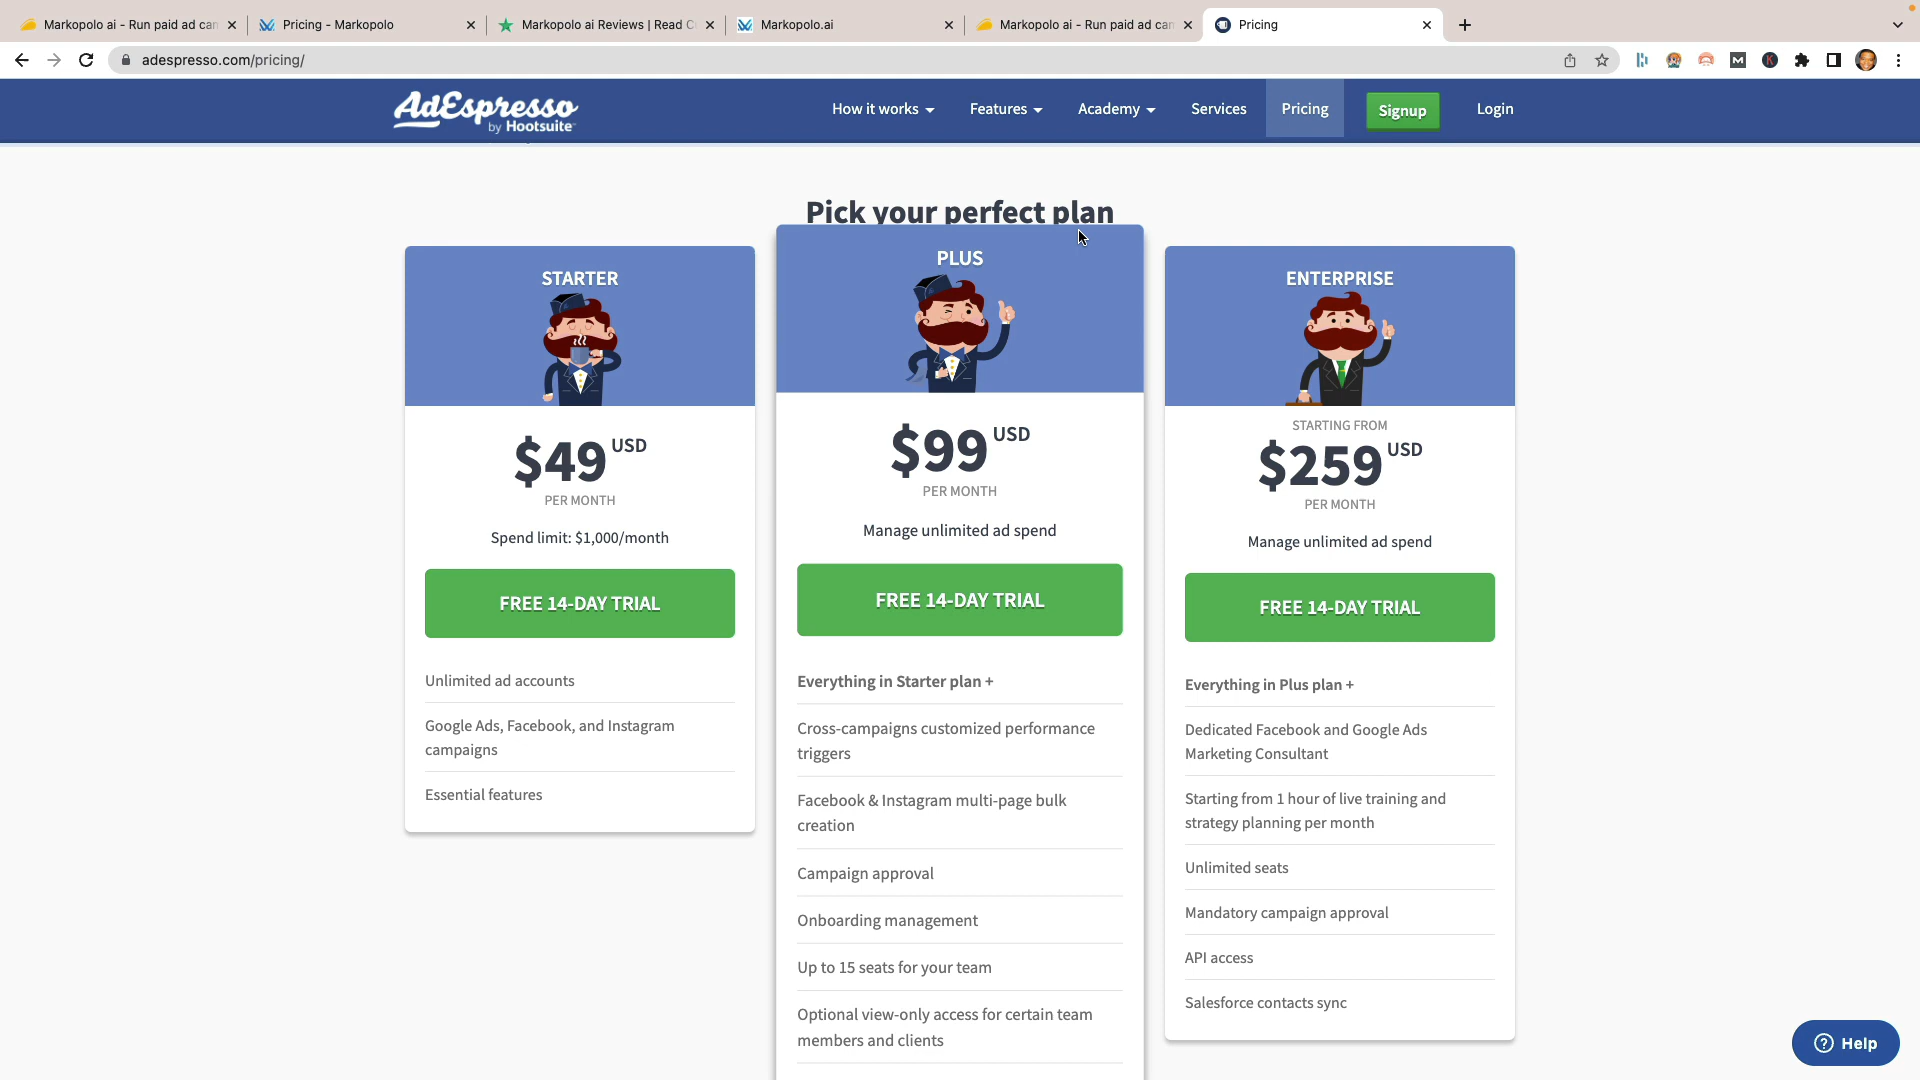 Markopolo ai - Run paid ad can
Pricing - Markopolo
Markopolo ai Reviews | Read C
Markopolo.ai
Markopolo ai - Run paid ad can
Pricing
adespresso.com/pricing/
AdEspresso
by Hootsuite™
How it works
Features
Academy
Services
Pricing
Signup
Login
Pick your perfect plan
STARTER
$49 USD
PER MONTH
Spend limit: $1,000/month
FREE 14-DAY TRIAL
Unlimited ad accounts
Google Ads, Facebook, and Instagram
campaigns
Essential features
PLUS
$99 USD
PER MONTH
Manage unlimited ad spend
FREE 14-DAY TRIAL
Everything in Starter plan +
Cross-campaigns customized performance
triggers
Facebook & Instagram multi-page bulk
creation
Campaign approval
Onboarding management
Up to 15 seats for your team
Optional view-only access for certain team
members and clients
ENTERPRISE
STARTING FROM
$259 USD
PER MONTH
Manage unlimited ad spend
FREE 14-DAY TRIAL
Everything in Plus plan +
Dedicated Facebook and Google Ads
Marketing Consultant
Starting from 1 hour of live training and
strategy planning per month
Unlimited seats
Mandatory campaign approval
API access
Salesforce contacts sync
Help